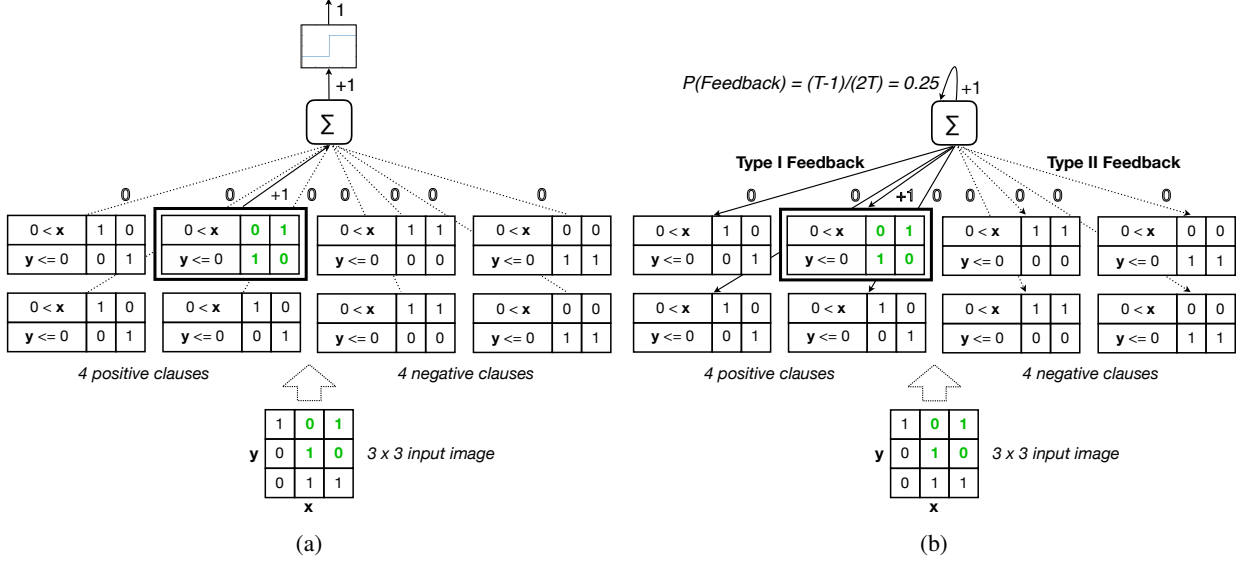 1
+1
Σ
0 0 +1 0 0 0 0 0
0 < x 1 0
y <= 0 0 1
0 < x 0 1
y <= 0 1 0
0 < x 1 1
y <= 0 0 0
0 < x 0 0
y <= 0 1 1
0 < x 1 0
y <= 0 0 1
0 < x 1 0
y <= 0 0 1
0 < x 1 1
y <= 0 0 0
0 < x 0 0
y <= 0 1 1
4 positive clauses
4 negative clauses
1 0 1
y 0 1 0 3 x 3 input image
0 1 1
x
(a)
P(Feedback) = (T-1)/(2T) = 0.25
+1
Σ
Type I Feedback
Type II Feedback
0 0 +1 0 0 0 0 0
0 < x 1 0
y <= 0 0 1
0 < x 0 1
y <= 0 1 0
0 < x 1 1
y <= 0 0 0
0 < x 0 0
y <= 0 1 1
0 < x 1 0
y <= 0 0 1
0 < x 1 0
y <= 0 0 1
0 < x 1 1
y <= 0 0 0
0 < x 0 0
y <= 0 1 1
4 positive clauses
4 negative clauses
1 0 1
y 0 1 0 3 x 3 input image
0 1 1
x
(b)